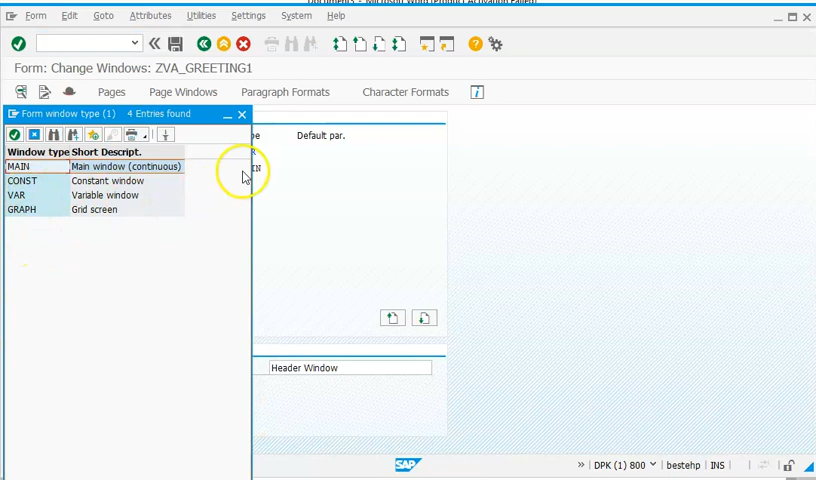 Form Edit Goto Attributes Utilities Settings System Help
Form: Change Windows: ZVA_GREETING1
Pages Page Windows Paragraph Formats Character Formats
Form window type (1) 4 Entries found
Window type Short Descript.
MAIN Main window (continuous)
CONST Constant window
VAR Variable window
GRAPH Grid screen
Default par.
Header Window
SAP
DPK (1) 800 bestehp INS